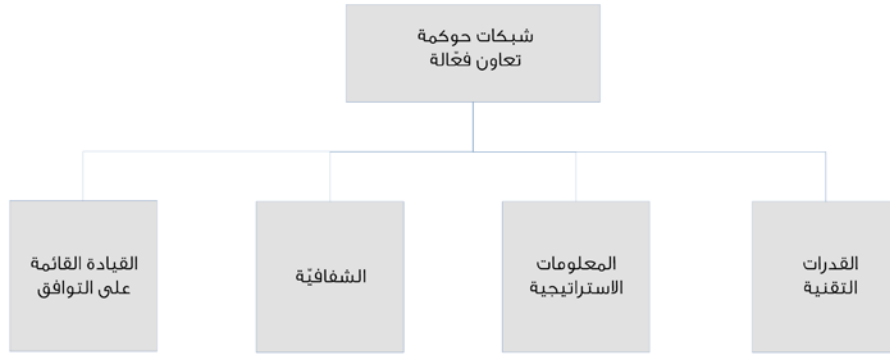 شبكات حوكمة
تعاون فعّالة
القدرات
التقنية
المعلومات
الاستراتيجية
الشفافيّة
القيادة القائمة
على التوافق